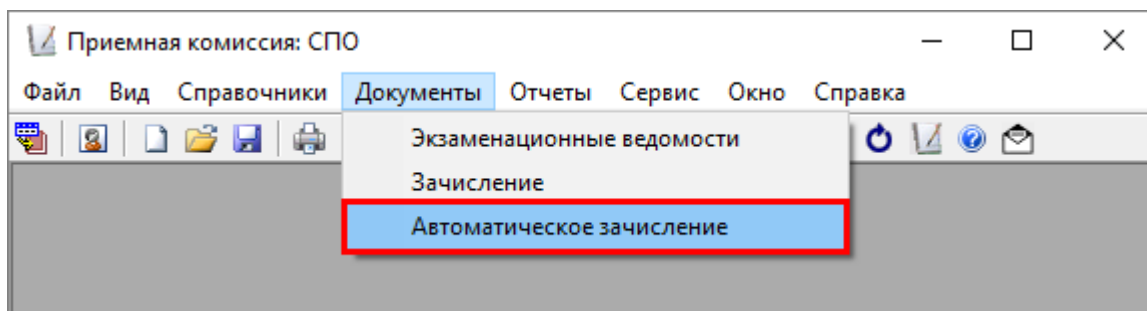 Приемная комиссия: СПО
Файл Вид Справочники Документы Отчеты Сервис Окно Справка
Экзаменационные ведомости
Зачисление
Автоматическое зачисление